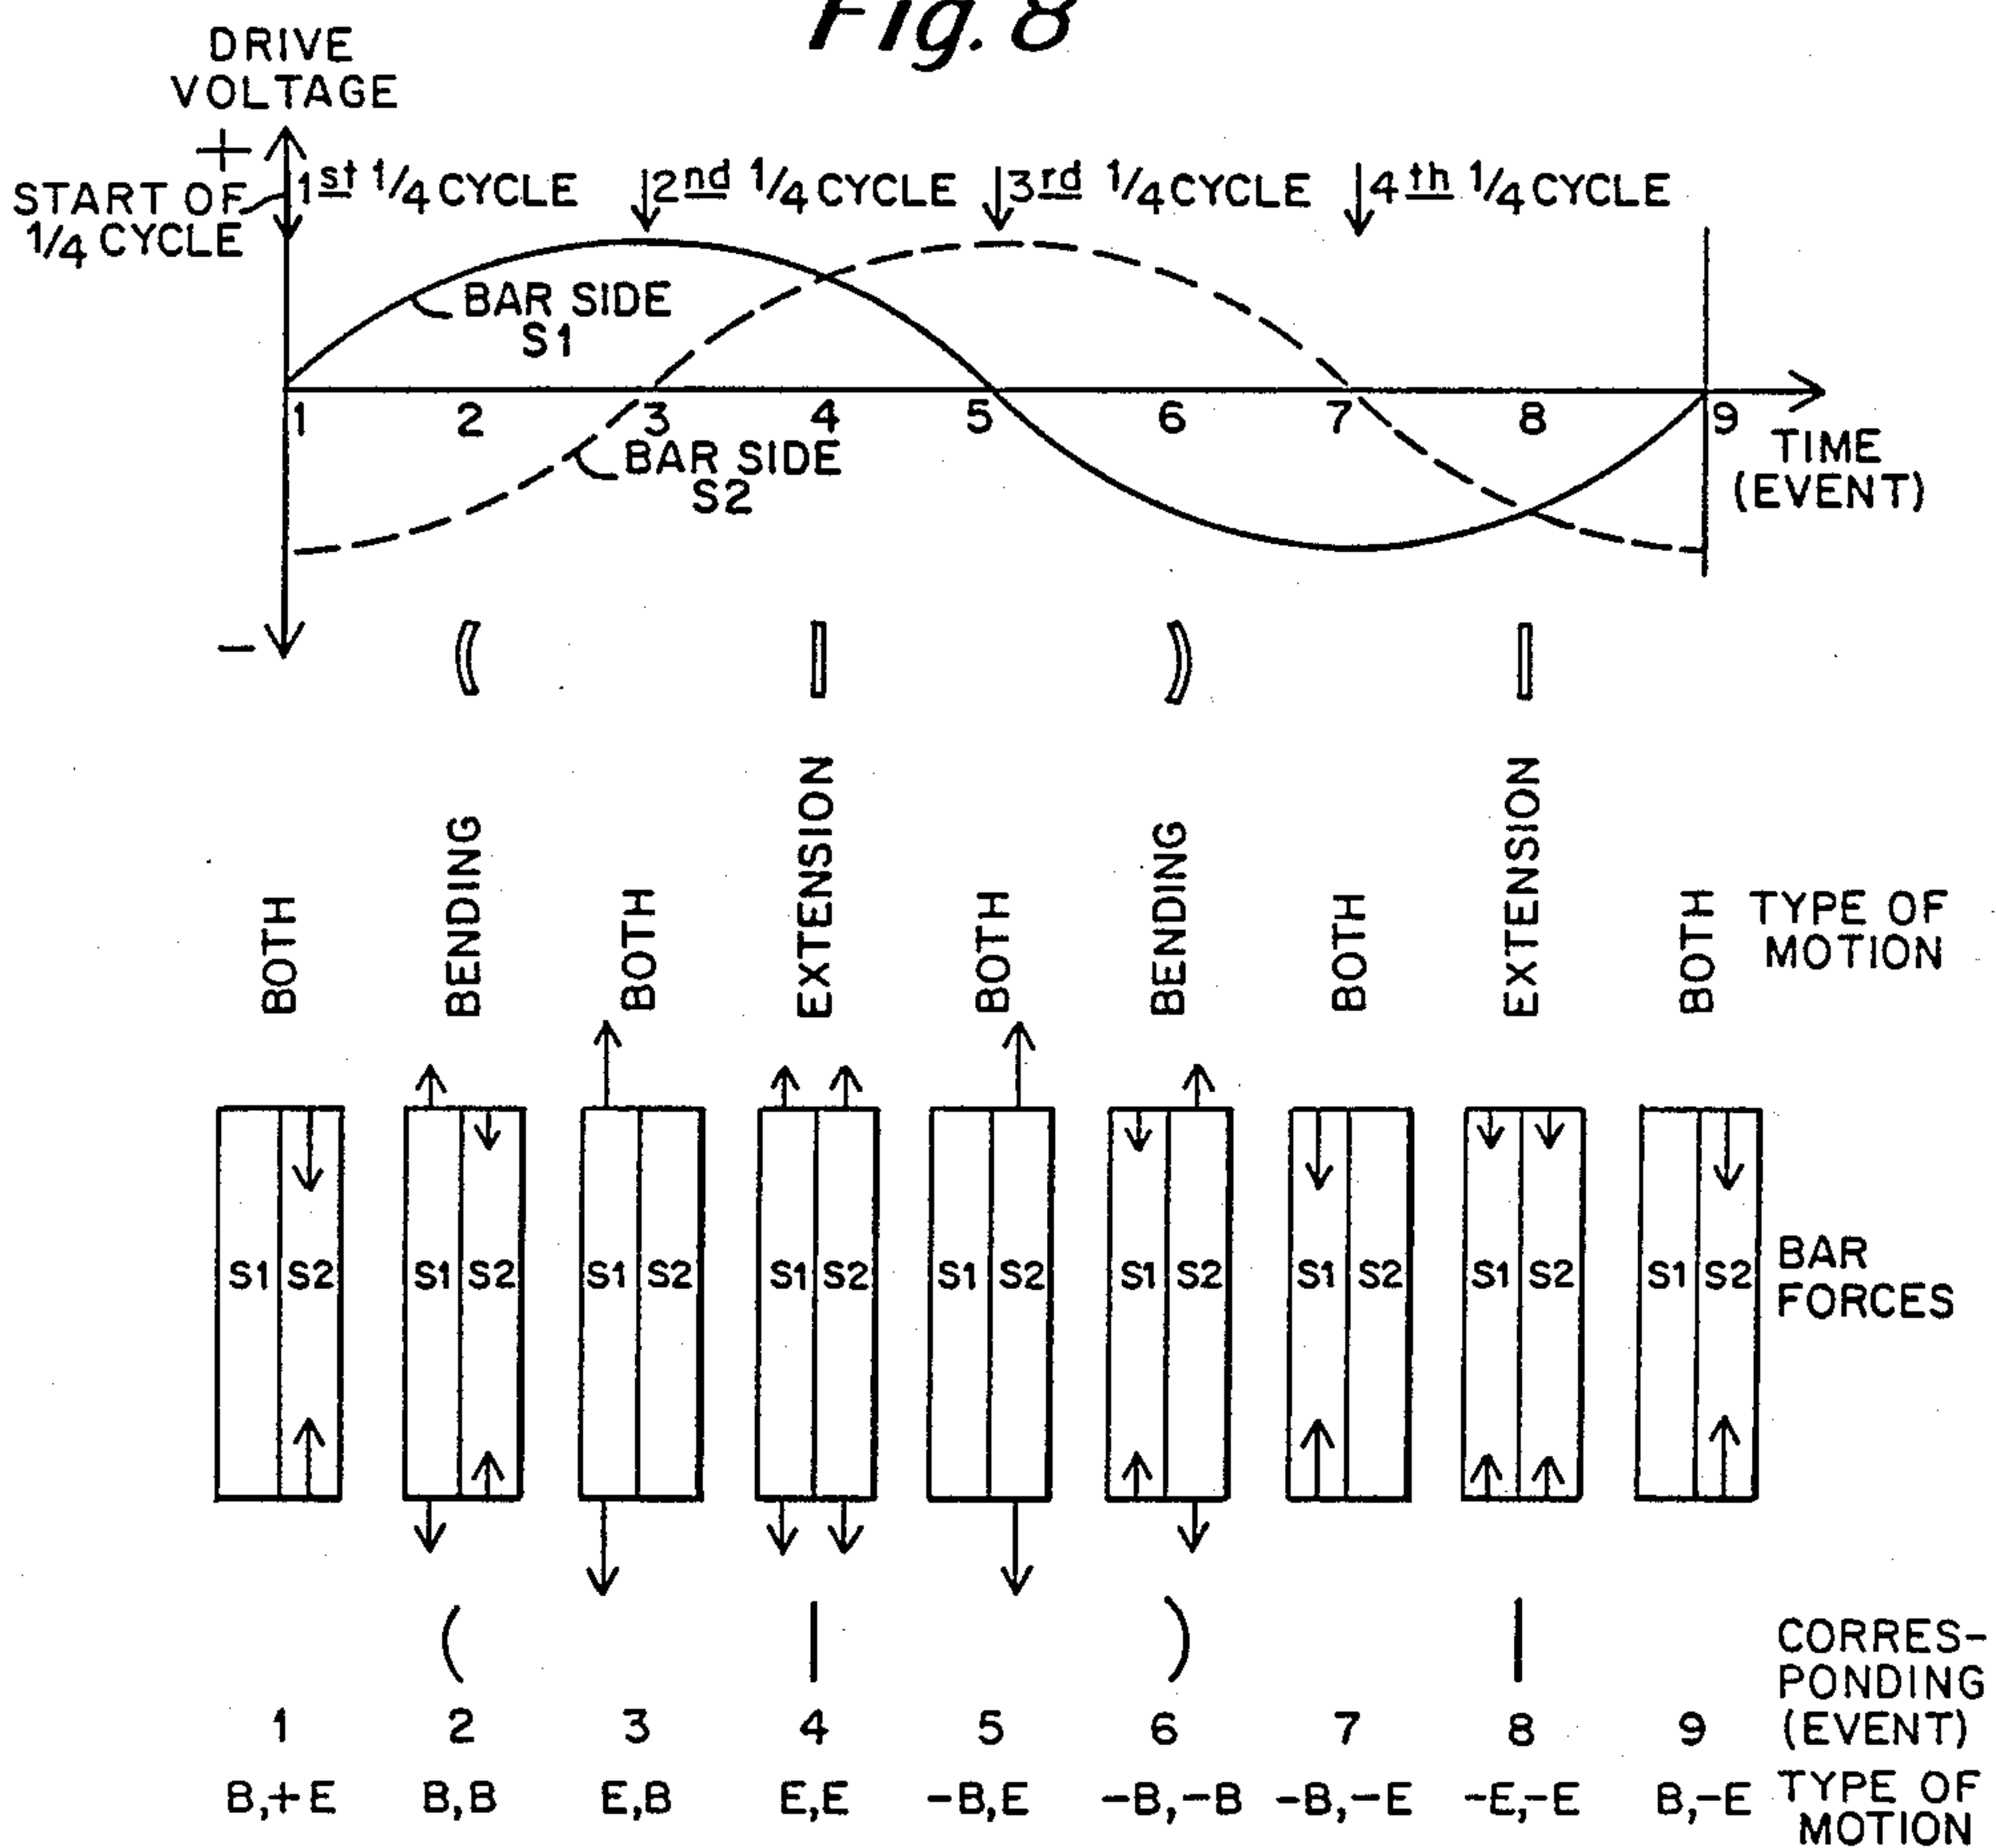 Fig. 8
DRIVE
VOLTAGE
+
START OF
1/4 CYCLE
1st 1/4 CYCLE
2nd 1/4 CYCLE
3rd 1/4 CYCLE
4th 1/4 CYCLE
BAR SIDE
S1
1 2 3 4 5 6 7 8 9
BAR SIDE
S2
TIME
(EVENT)
−
BOTH
BENDING
BOTH
EXTENSION
BOTH
BENDING
BOTH
EXTENSION
BOTH
TYPE OF
MOTION
S1 S2 S1 S2 S1 S2 S1 S2 S1 S2 S1 S2 S1 S2 S1 S2 S1 S2
BAR
FORCES
CORRES-
PONDING
(EVENT)
1 2 3 4 5 6 7 8 9
B,+E B,B E,B E,E -B,E -B,-B -B,-E -E,-E B,-E
TYPE OF
MOTION